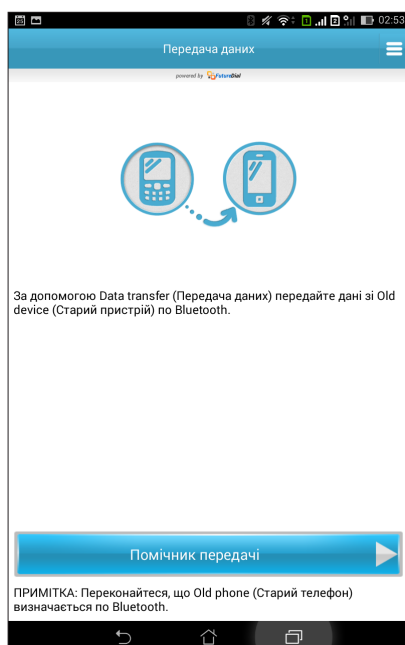 02:53
Передача даних
powered by FutureDial
За допомогою Data transfer (Передача даних) передайте дані зі Old
device (Старий пристрій) по Bluetooth.
Помічник передачі
ПРИМІТКА: Переконайтеся, що Old phone (Старий телефон)
визначається по Bluetooth.